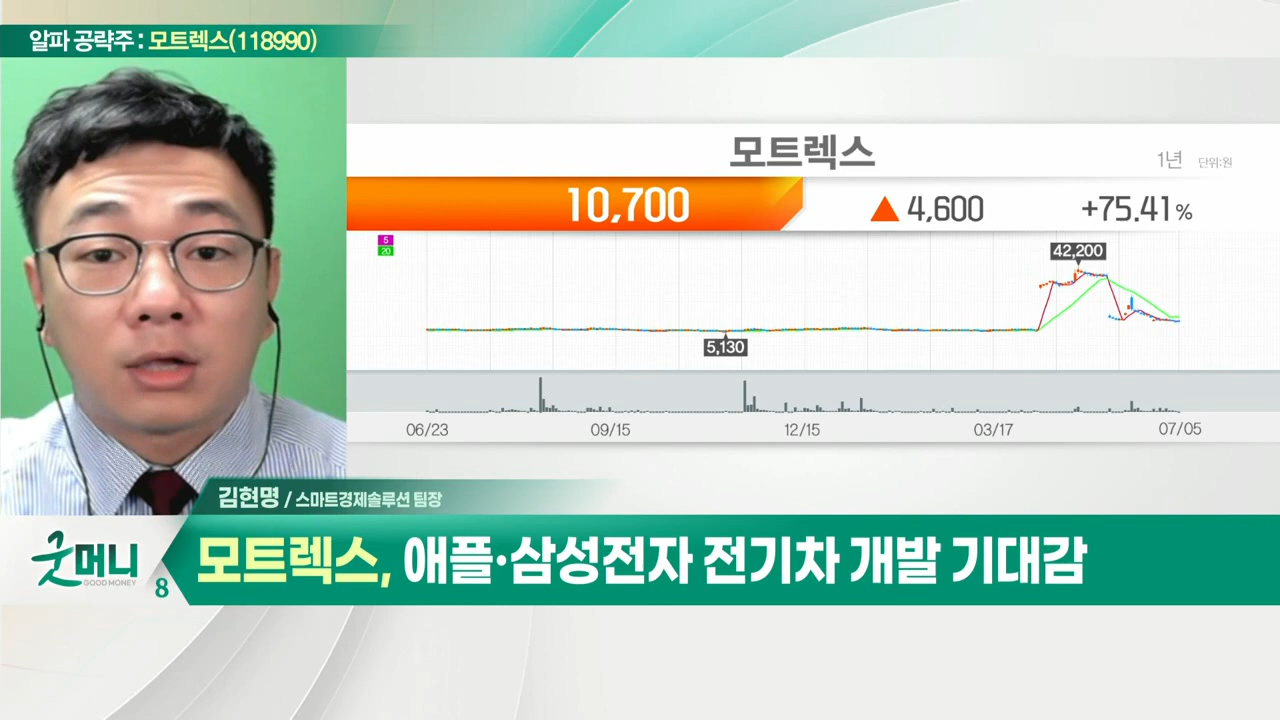 알파 공략주 : 모트렉스(118990)
모트렉스
1년 단위:원
10,700 ▲ 4,600 +75.41%
5
20
42,200
5,130
06/23 09/15 12/15 03/17 07/05
김현명 / 스마트경제솔루션 팀장
굿머니
GOOD MONEY
8
모트렉스, 애플·삼성전자 전기차 개발 기대감